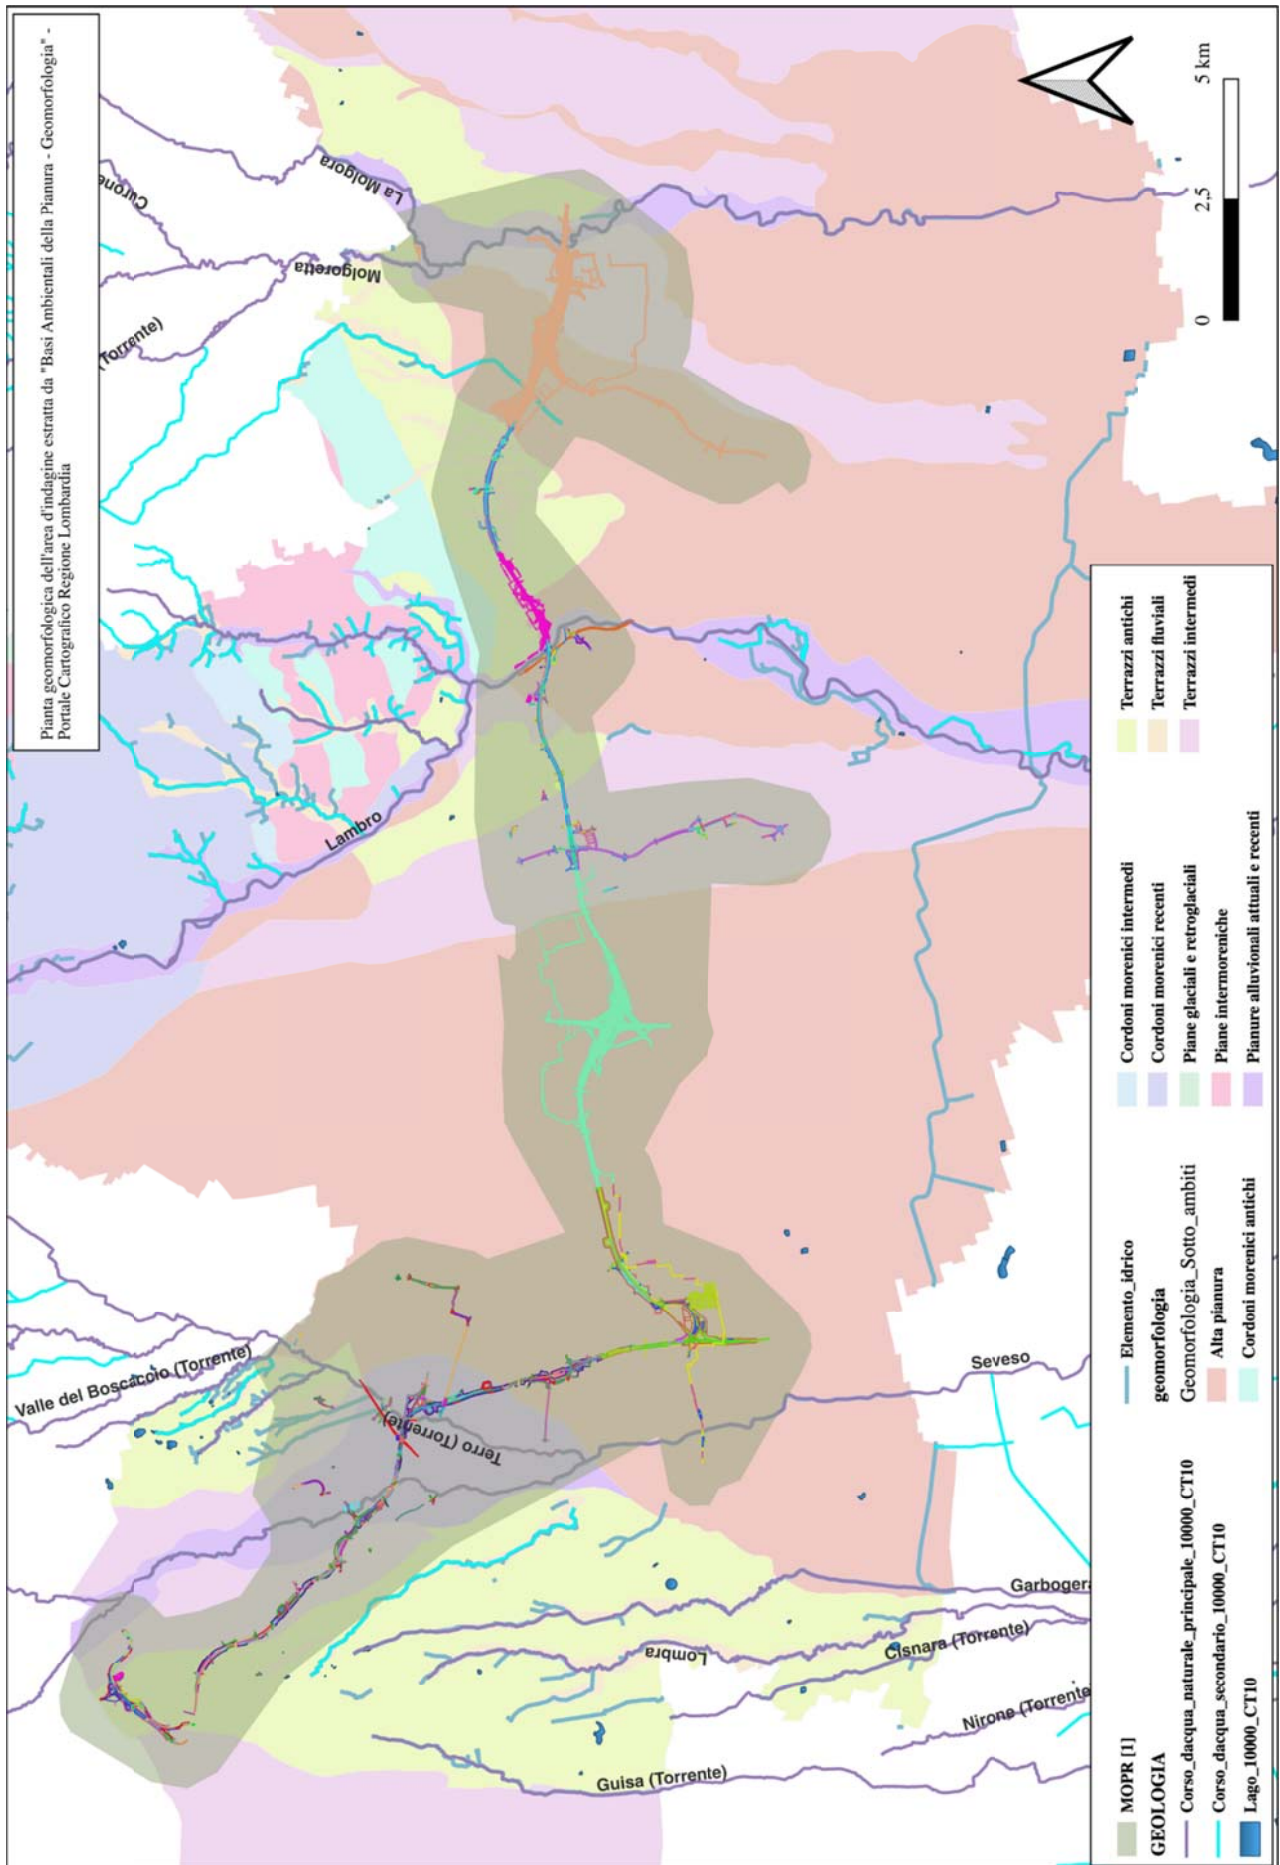 Pianta geomorfologica dell'area d'indagine estratta da "Basi Ambientali della Pianura - Geomorfologia" -
Portale Cartografico Regione Lombardia
Curone
La Molgora
Molgoretta
(Torrente)
Lambro
Valle del Boscaccio (Torrente)
Terro (Torrente)
Seveso
Garbogera
Lombra
Cisnara (Torrente)
Nirone (Torrente
Guisa (Torrente)
0 2,5 5 km
MOPR [1]
GEOLOGIA
Corso_dacqua_naturale_principale_10000_CT10
Corso_dacqua_secondario_10000_CT10
Lago_10000_CT10
Elemento_idrico
geomorfologia
Geomorfologia_Sotto_ambiti
Alta pianura
Cordoni morenici antichi
Cordoni morenici intermedi
Cordoni morenici recenti
Piane glaciali e retroglaciali
Piane intermoreniche
Pianure alluvionali attuali e recenti
Terrazzi antichi
Terrazzi fluviali
Terrazzi intermedi